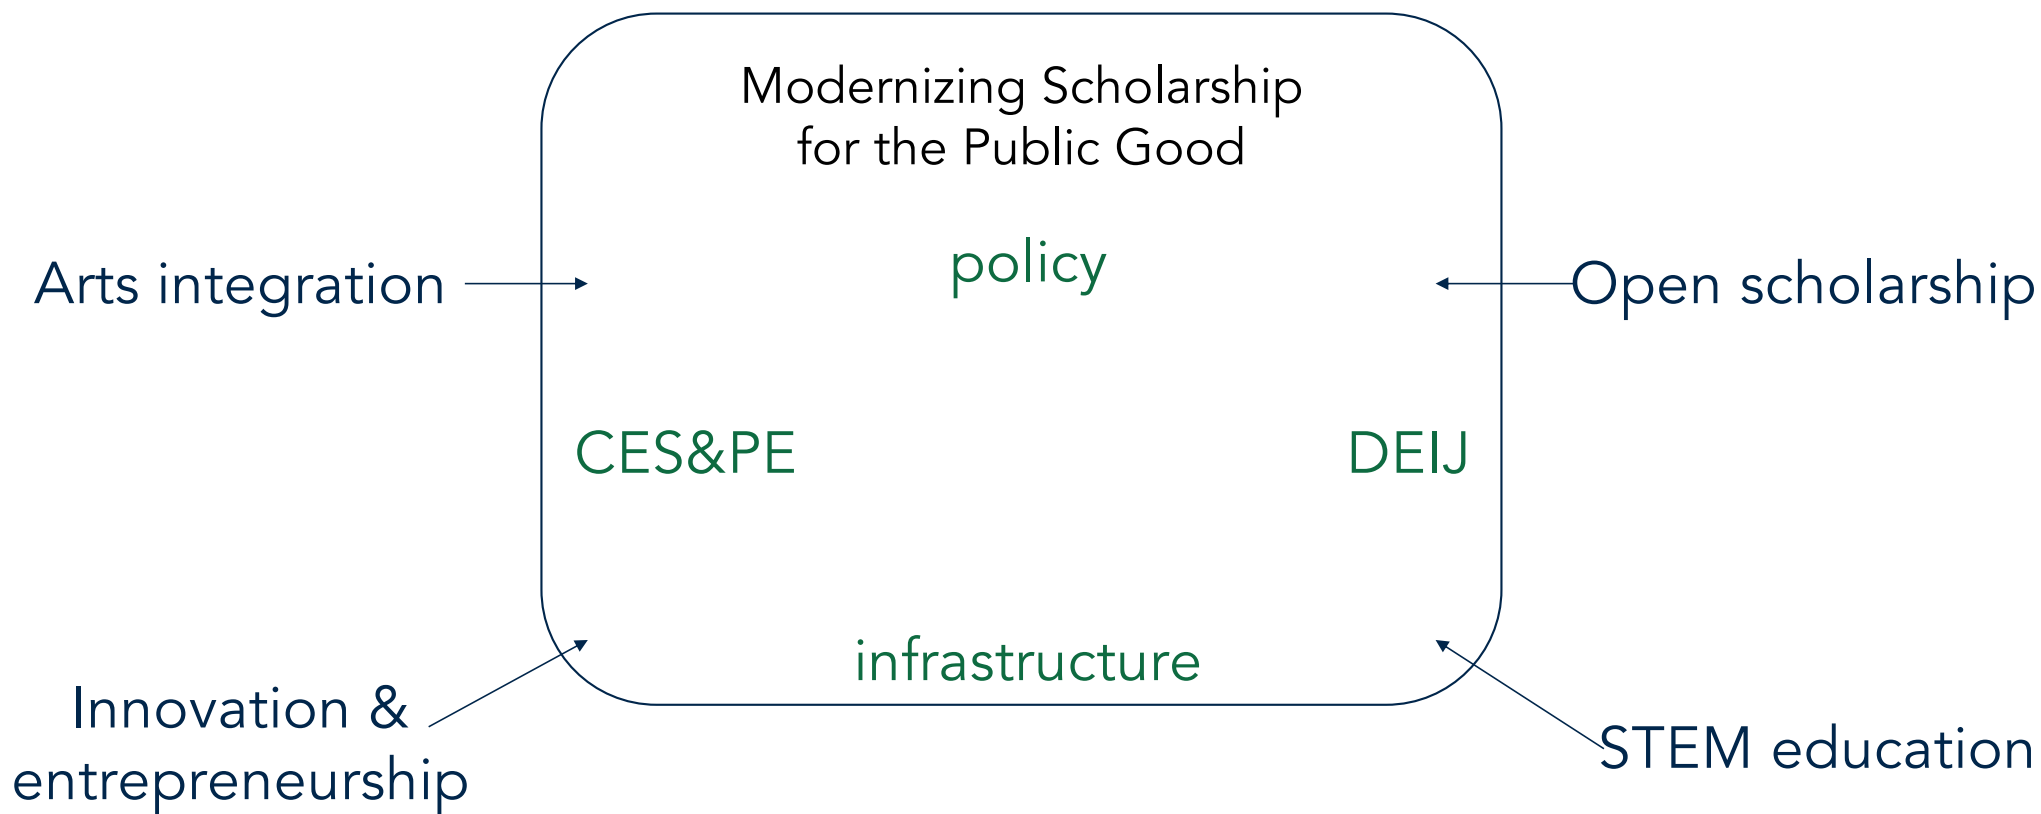 Modernizing Scholarship
for the Public Good
policy
Arts integration
Open scholarship
CES&PE
DEIJ
infrastructure
Innovation &
entrepreneurship
STEM education